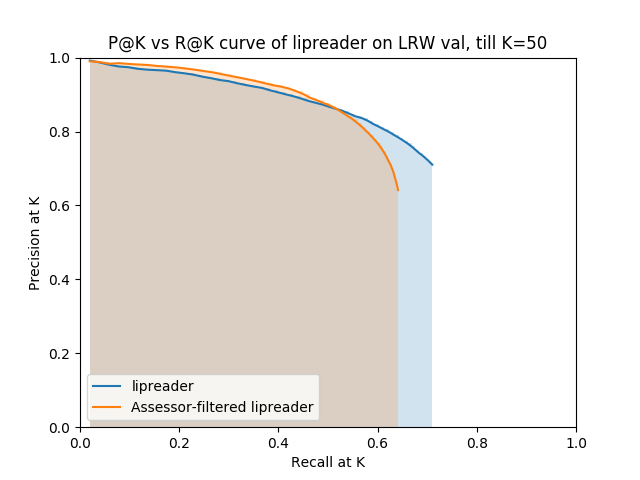 P@K vs R@K curve of lipreader on LRW val, till K=50
1.0
0.8
0.6
0.4
0.2
0.0
Precision at K
lipreader
Assessor-filtered lipreader
0.0 0.2 0.4 0.6 0.8 1.0
Recall at K